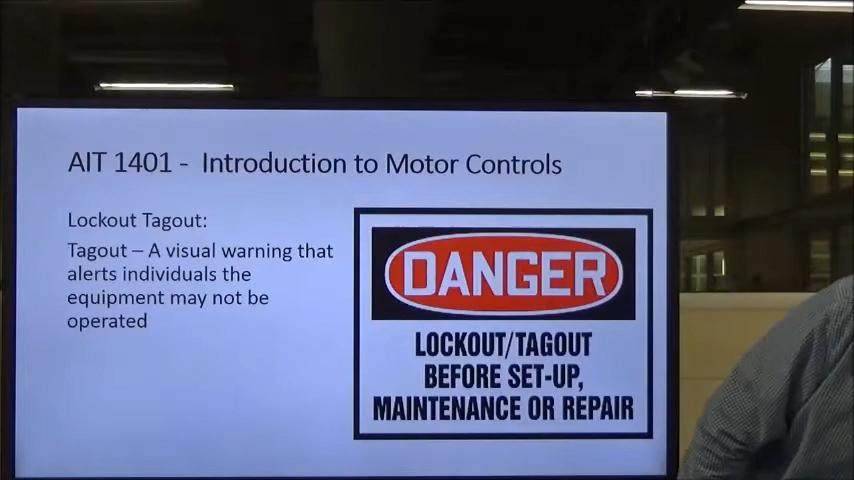 AIT 1401 - Introduction to Motor Controls
Lockout Tagout:
Tagout – A visual warning that
alerts individuals the
equipment may not be
operated
DANGER
LOCKOUT/TAGOUT
BEFORE SET-UP,
MAINTENANCE OR REPAIR